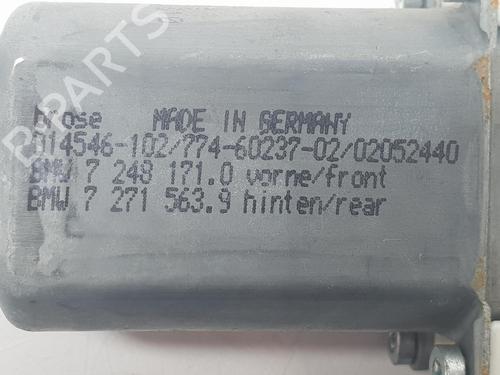 brose MADE IN GERMANY
014546-102/774-60237-02/02052440
BMW 7 248 171.0 vorne/front
BMW 7 271 563.9 hinten/rear
B-PARTS